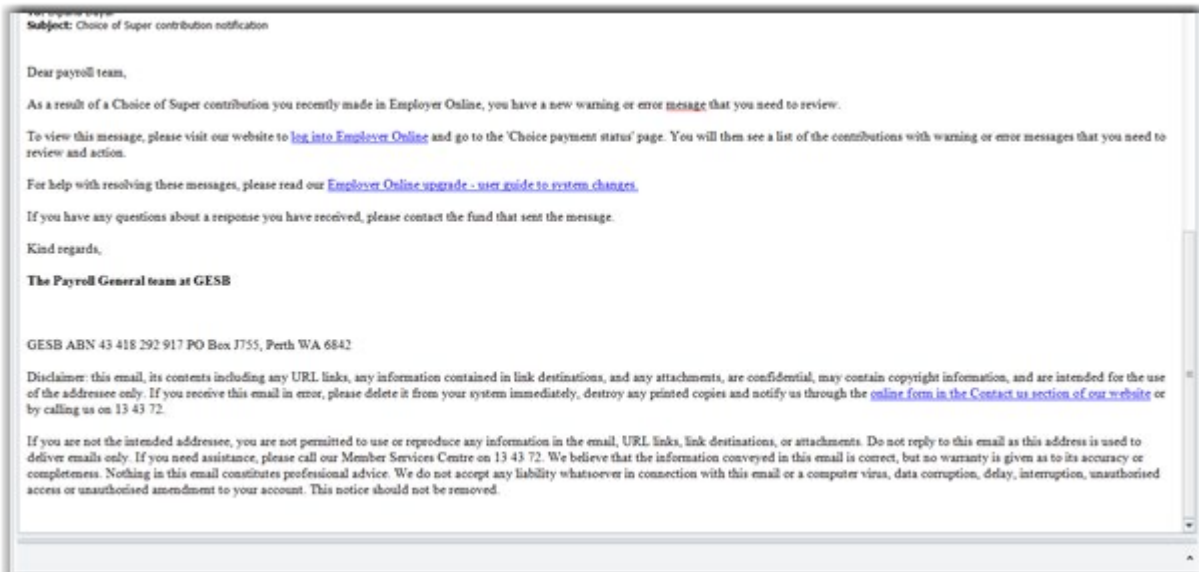 Subject: Choice of Super contribution notification
Dear payroll team,
As a result of a Choice of Super contribution you recently made in Employer Online, you have a new warning or error mesage that you need to review.
To view this message, please visit our website to log into Employer Online and go to the 'Choice payment status' page. You will then see a list of the contributions with warning or error messages that you need to
review and action.
For help with resolving these messages, please read our Employer Online upgrade - user guide to system changes.
If you have any questions about a response you have received, please contact the fund that sent the message.
Kind regards,
The Payroll General team at GESB
GESB ABN 43 418 292 917 PO Box J755, Perth WA 6842
Disclaimer: this email, its contents including any URL links, any information contained in link destinations, and any attachments, are confidential, may contain copyright information, and are intended for the use
of the addressee only. If you receive this email in error, please delete it from your system immediately, destroy any printed copies and notify us through the online form in the Contact us section of our website or
by calling us on 13 43 72.
If you are not the intended addressee, you are not permitted to use or reproduce any information in the email, URL links, link destinations, or attachments. Do not reply to this email as this address is used to
deliver emails only. If you need assistance, please call our Member Services Centre on 13 43 72. We believe that the information conveyed in this email is correct, but no warranty is given as to its accuracy or
completeness. Nothing in this email constitutes professional advice. We do not accept any liability whatsoever in connection with this email or a computer virus, data corruption, delay, interruption, unauthorised
access or unauthorised amendment to your account. This notice should not be removed.